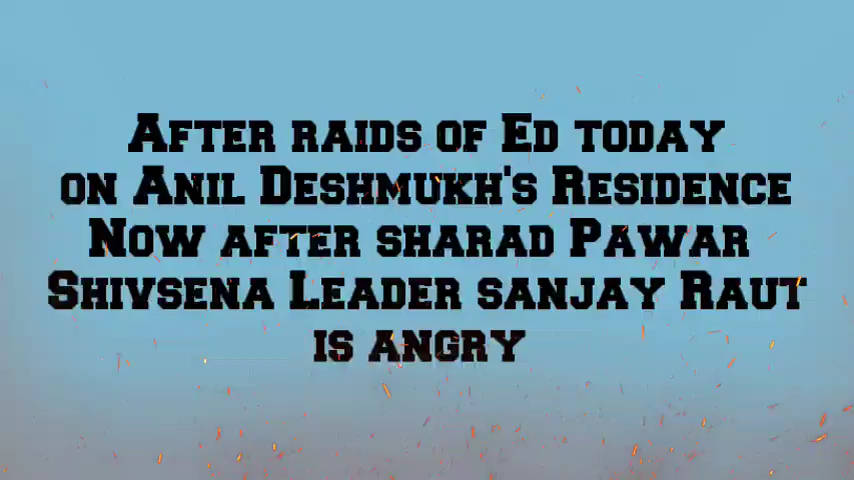 After raids of Ed today
on Anil Deshmukh's Residence
Now after sharad Pawar
Shivsena Leader sanjay Raut
is angry